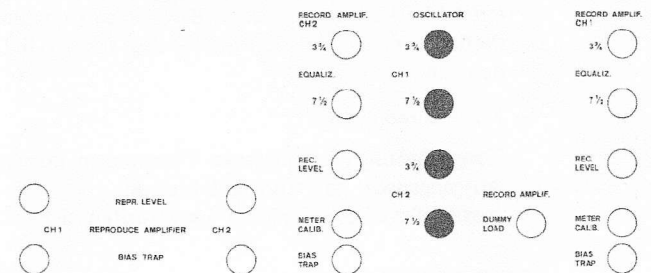 RECORD AMPLIF. OSCILLATOR RECORD AMPLIF.
CH 2 CH 1
3 ¾ 3 ¾ 3 ¾
EQUALIZ. CH 1 EQUALIZ.
7 ½ 7 ½ 7 ½
REC. LEVEL 3 ¾ REC. LEVEL
REPR. LEVEL CH 2 RECORD AMPLIF.
CH 1 REPRODUCE AMPLIFIER CH 2
METER CALIB. 7 ½ DUMMY LOAD METER CALIB.
BIAS TRAP BIAS TRAP BIAS TRAP